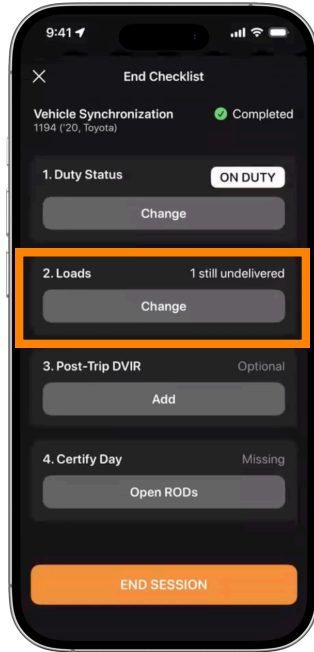 9:41
End Checklist
Vehicle Synchronization Completed
1194 ('20, Toyota)
1. Duty Status ON DUTY
Change
2. Loads 1 still undelivered
Change
3. Post-Trip DVIR Optional
Add
4. Certify Day Missing
Open RODs
END SESSION